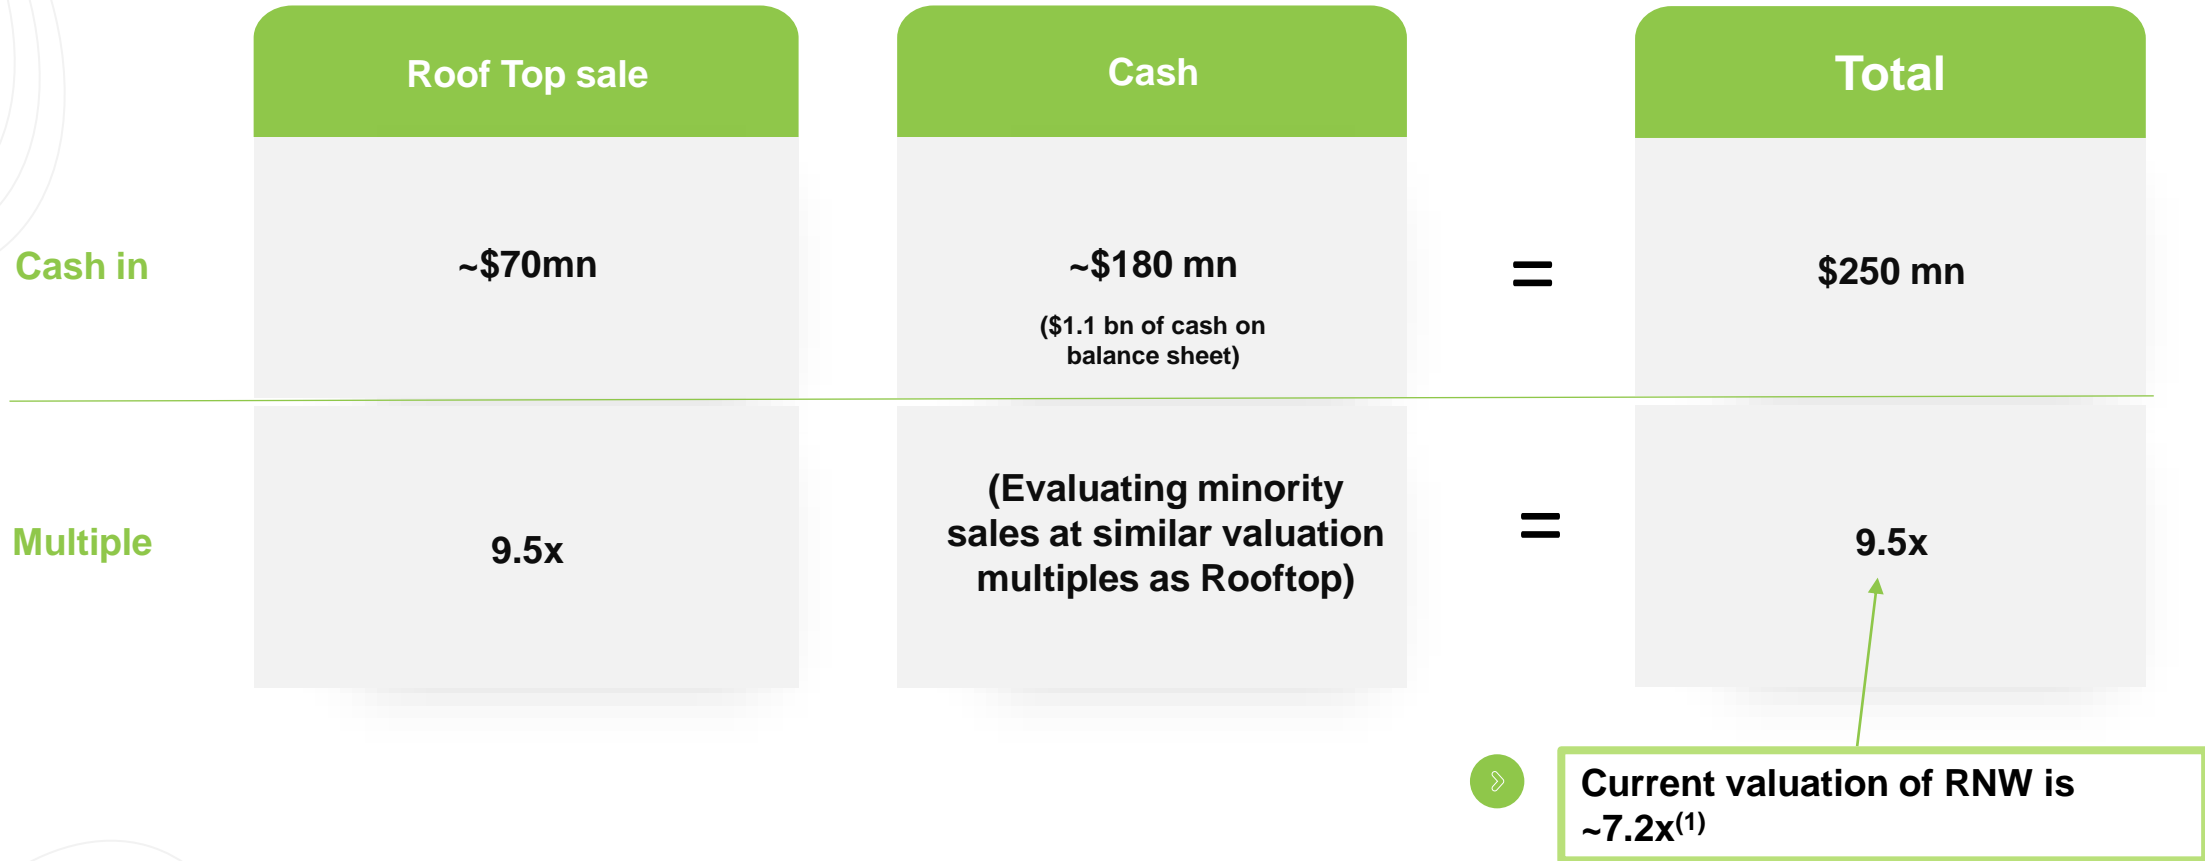 Roof Top sale
Cash
Total
Cash in
~$70mn
~$180 mn
($1.1 bn of cash on
balance sheet)
=
$250 mn
Multiple
9.5x
(Evaluating minority
sales at similar valuation
multiples as Rooftop)
=
9.5x
Current valuation of RNW is
~7.2x(1)